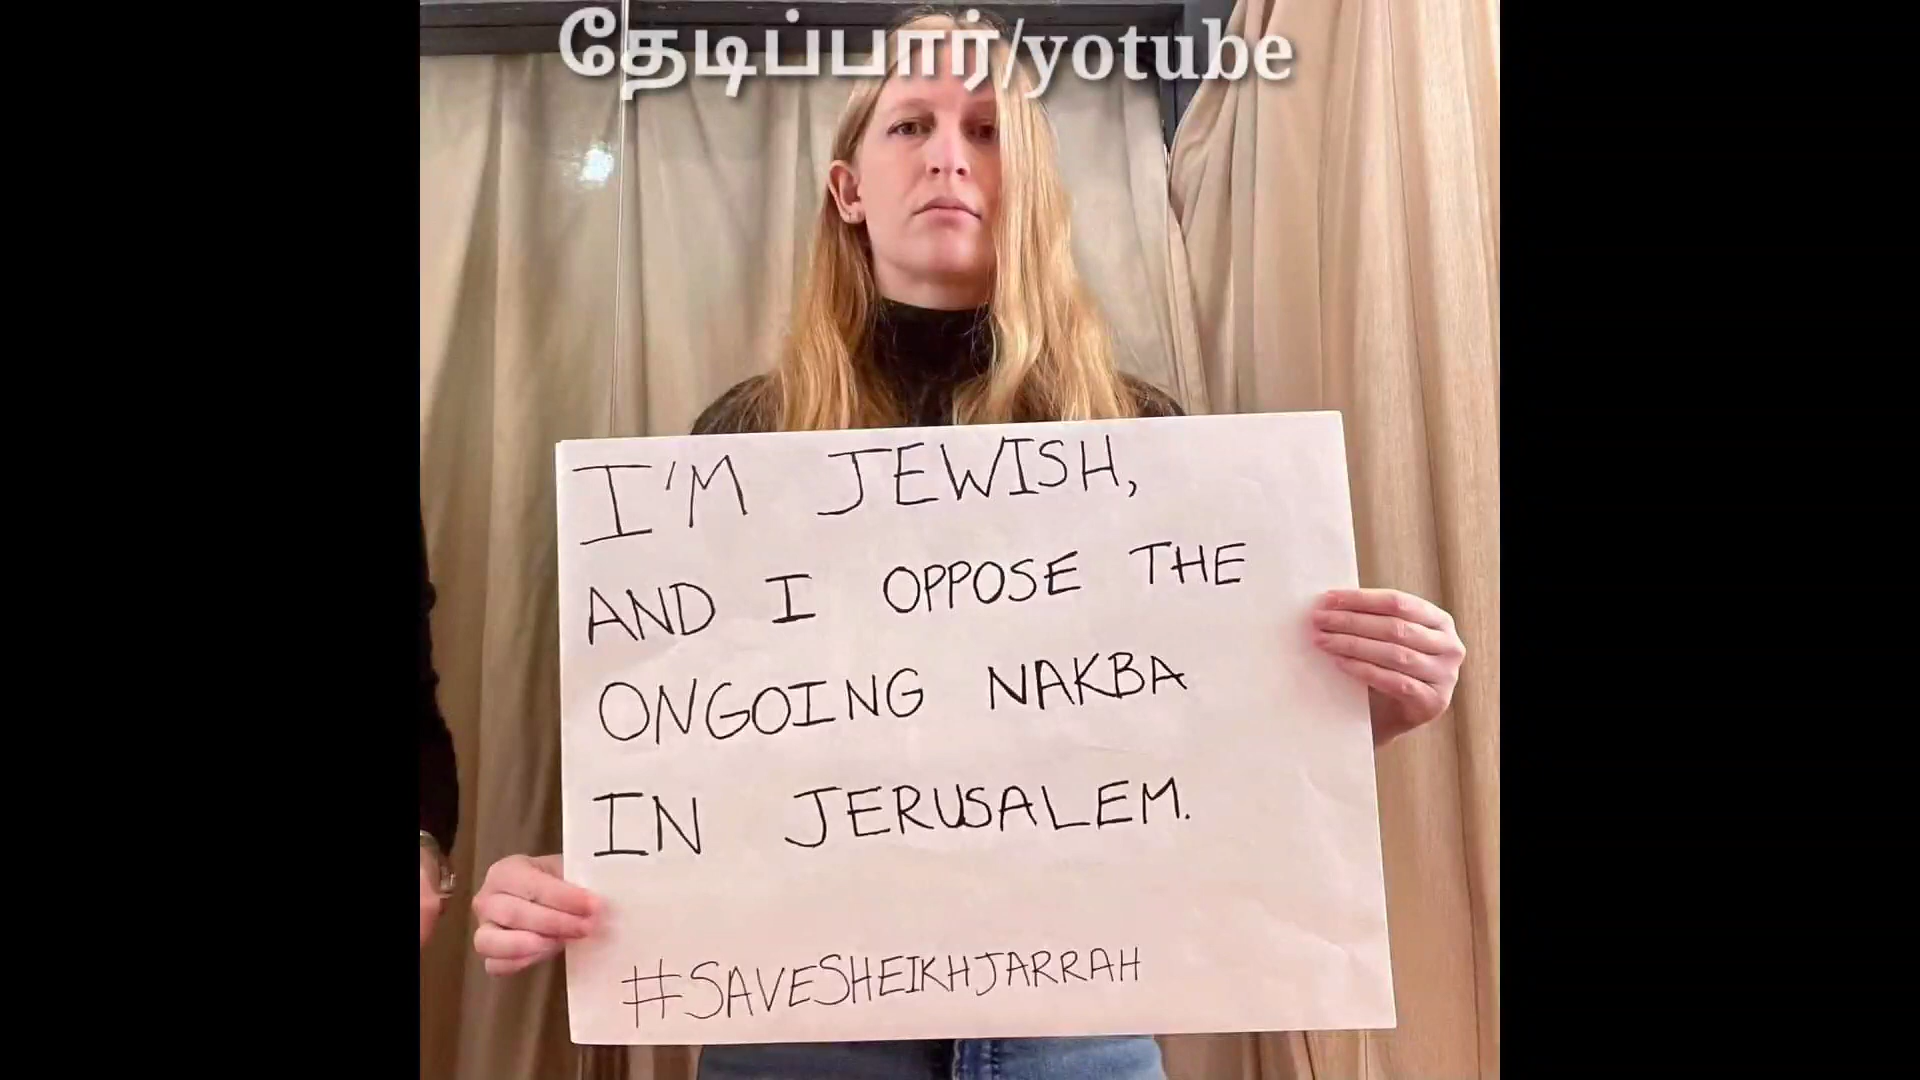 தேடிப்பார்/yotube
I'M JEWISH,
AND I OPPOSE THE
ONGOING NAKBA
IN JERUSALEM.
#SAVESHEIKHJARRAH